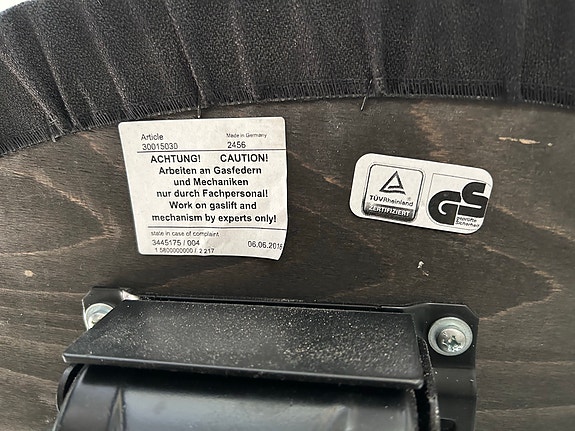 Article Made in Germany
30015030 2456
ACHTUNG! CAUTION!
Arbeiten an Gasfedern
und Mechaniken
nur durch Fachpersonal!
Work on gaslift and
mechanism by experts only!
state in case of complaint
3445175 / 004 06.06.2018
1.5800000000 / 2.217
TÜVRheinland
ZERTIFIZIERT
GS
geprüfte
Sicherheit